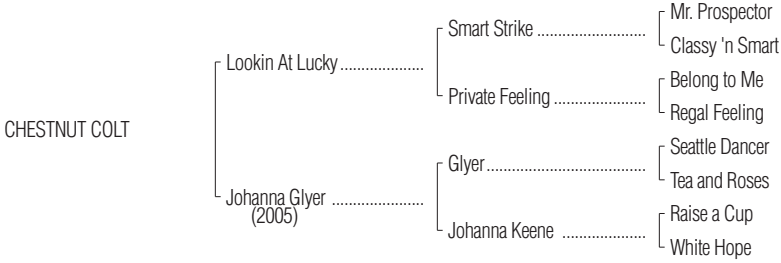 Mr. Prospector
Smart Strike ........................
Classy 'n Smart
Lookin At Lucky ..................
Belong to Me
Private Feeling ....................
Regal Feeling
CHESTNUT COLT
Seattle Dancer
Glyer...................................
Tea and Roses
Johanna Glyer ....................
(2005)
Raise a Cup
Johanna Keene ...................
White Hope